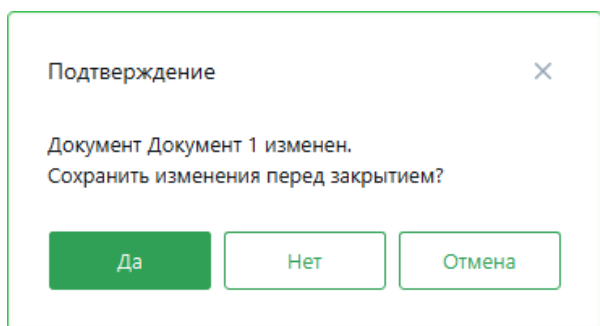 Подтверждение
Документ Документ 1 изменен.
Сохранить изменения перед закрытием?
Да
Нет
Отмена